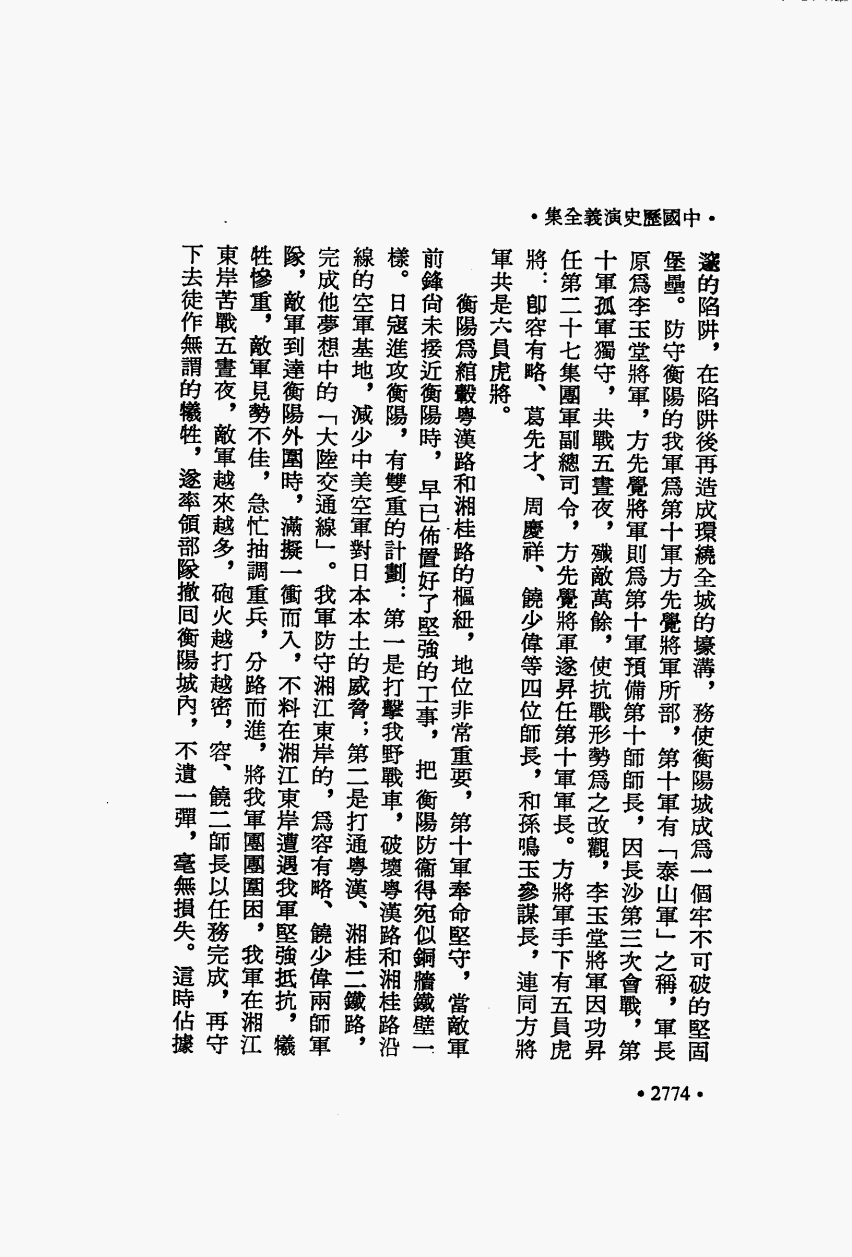 •中國歷史演義全集•
邃的陷阱，在陷阱後再造成環繞全城的壕溝，務使衡陽城成爲一個牢不可破的堅固
堡壘。防守衡陽的我軍爲第十軍方先覺將軍所部，第十軍有「泰山軍」之稱，軍長
原爲李玉堂將軍，方先覺將軍則爲第十軍預備第十師師長，因長沙第三次會戰，第
十軍孤軍獨守，共戰五晝夜，殲敵萬餘，使抗戰形勢爲之改觀，李玉堂將軍因功昇
任第二十七集團軍副總司令，方先覺將軍遂昇任第十軍軍長。方將軍手下有五員虎
將：卽容有略、葛先才、周慶祥、饒少偉等四位師長，和孫鳴玉參謀長，連同方將
軍共是六員虎將。
衡陽爲綰轂粤漢路和湘桂路的樞紐，地位非常重要，第十軍奉命堅守，當敵軍
前鋒尙未接近衡陽時，早已佈置好了堅強的工事，把衡陽防衞得宛似銅牆鐵壁一
樣。日寇進攻衡陽，有雙重的計劃：第一是打擊我野戰車，破壞粤漢路和湘桂路沿
線的空軍基地，減少中美空軍對日本本土的威脅；第二是打通粤漢、湘桂二鐵路，
完成他夢想中的「大陸交通線」。我軍防守湘江東岸的，爲容有略、饒少偉兩師軍
隊，敵軍到達衡陽外圍時，滿擬一衝而入，不料在湘江東岸遭遇我軍堅強抵抗，犧
牲慘重，敵軍見勢不佳，急忙抽調重兵，分路而進，將我軍團團圍困，我軍在湘江
東岸苦戰五晝夜，敵軍越來越多，砲火越打越密，容、饒二師長以任務完成，再守
下去徒作無謂的犧牲，遂率領部隊撤囘衡陽城內，不遺一彈，毫無損失。這時佔據
•2774•